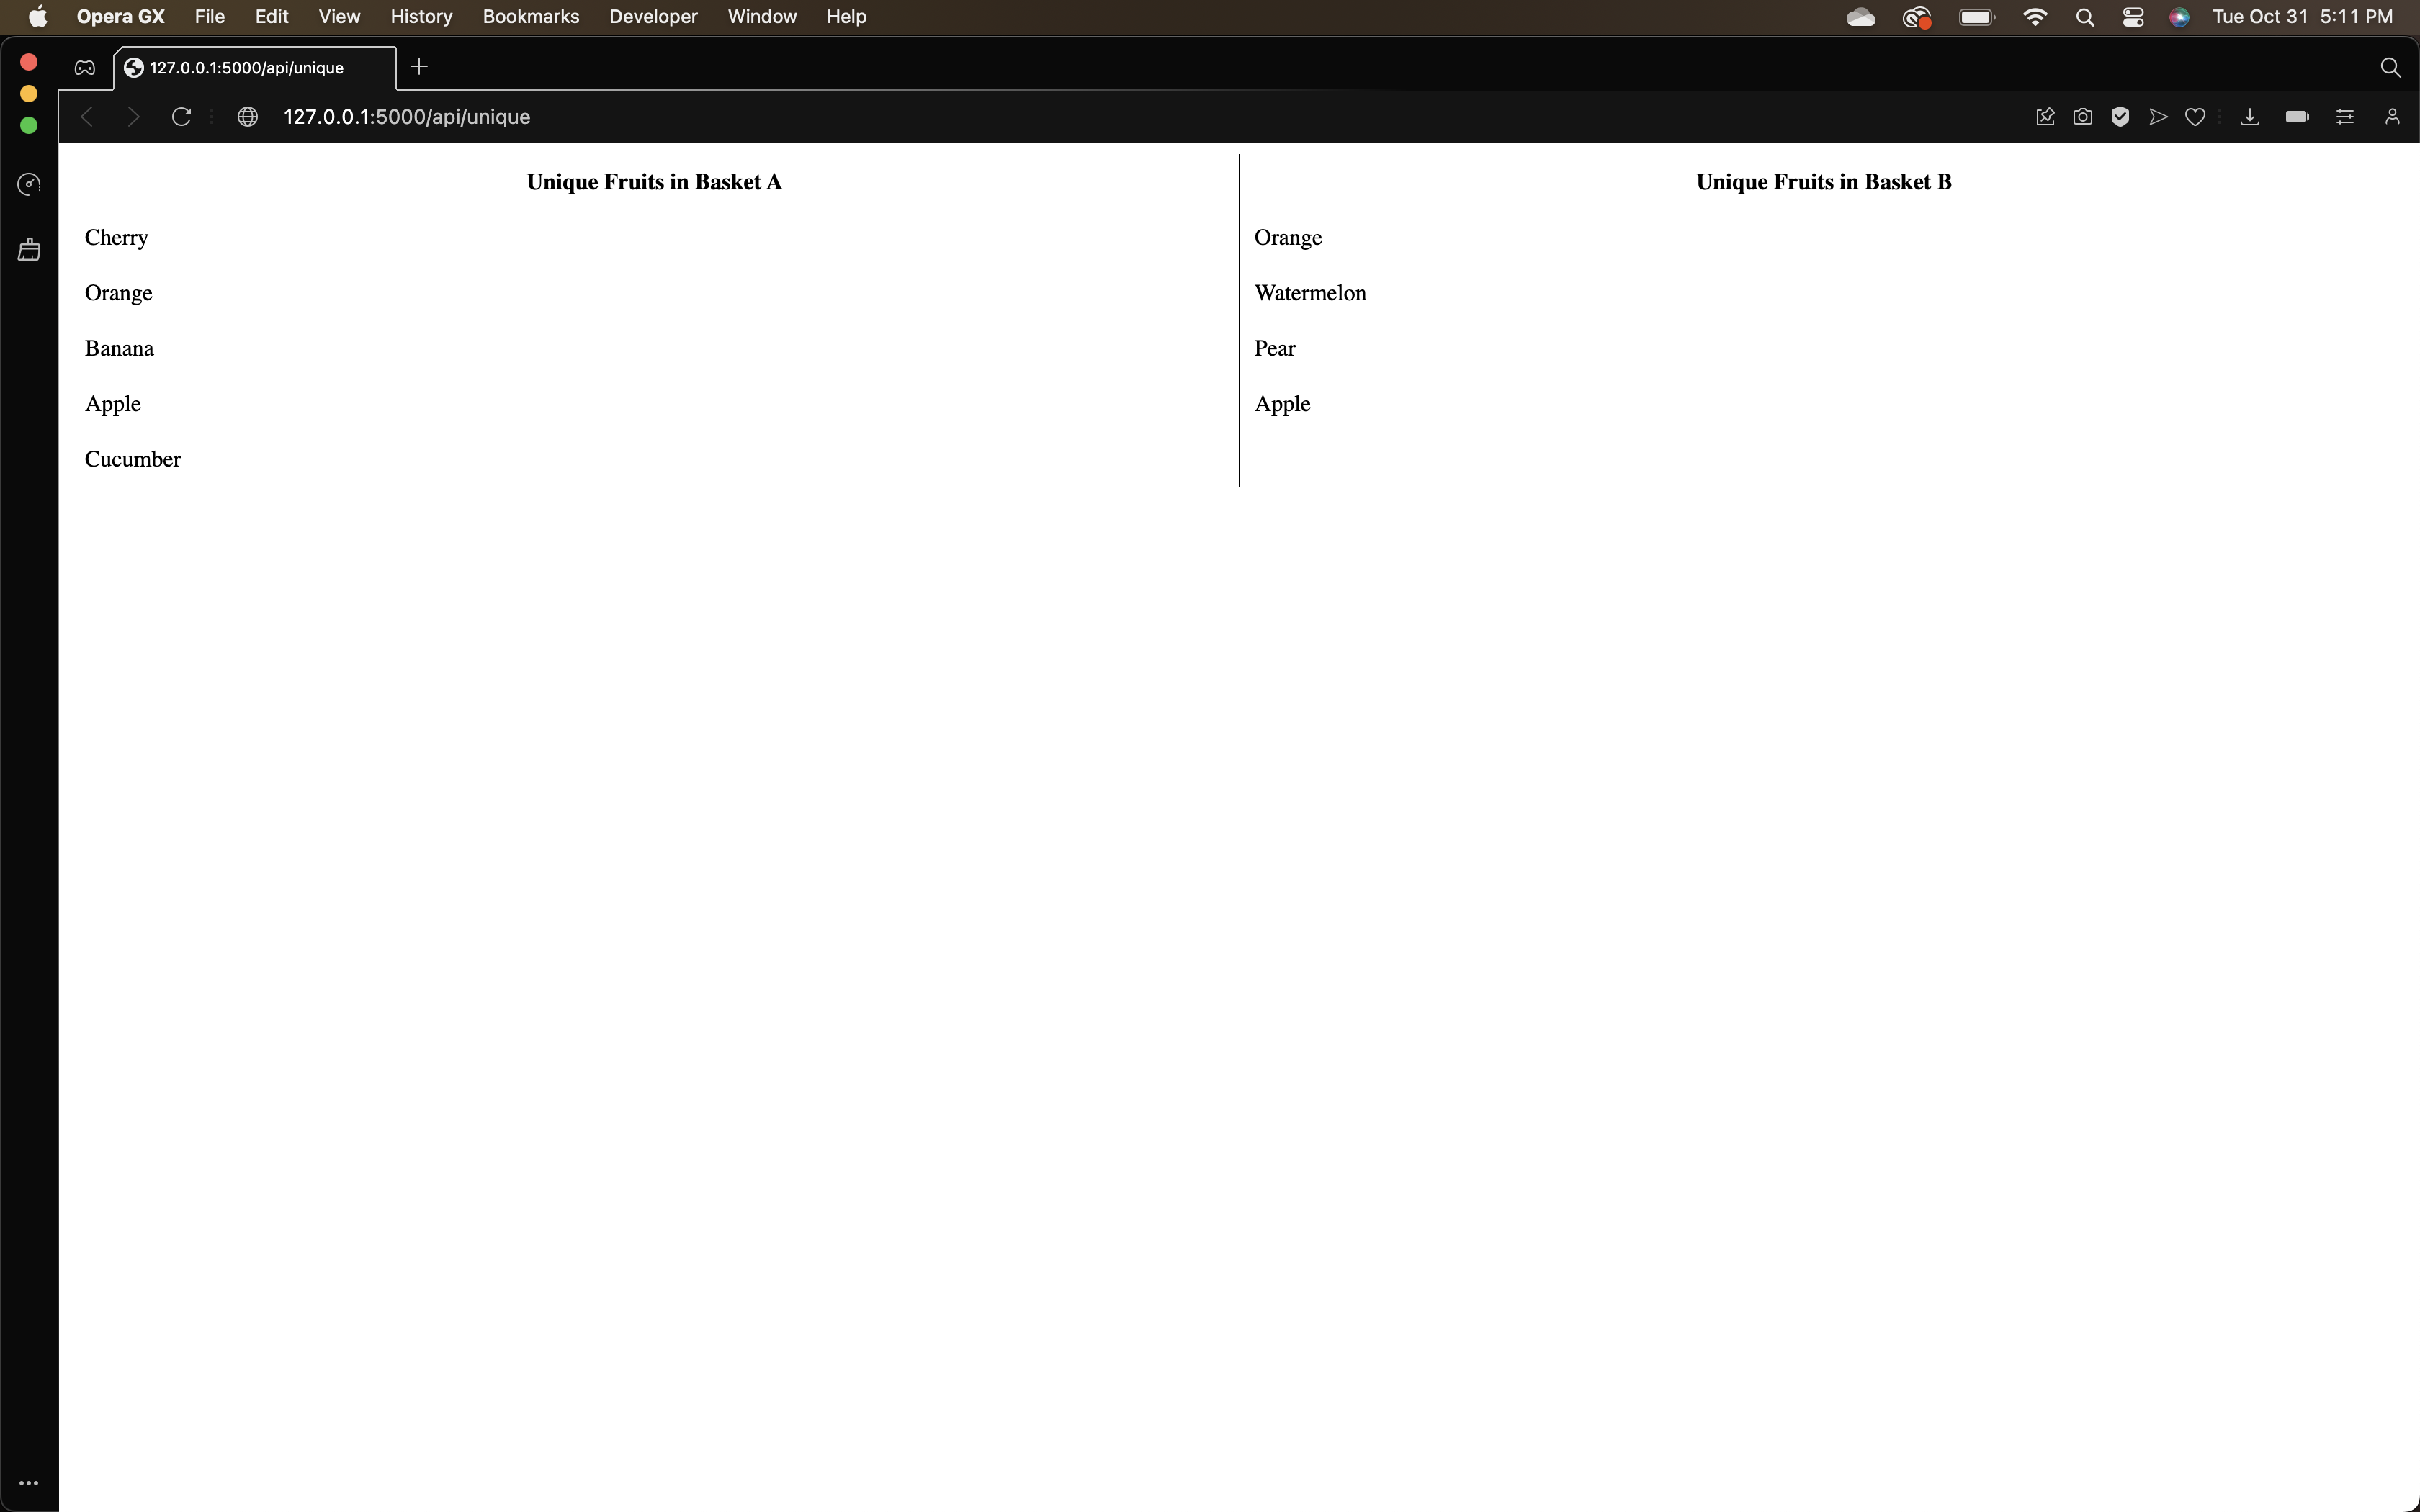 Opera GX File Edit View History Bookmarks Developer Window Help Tue Oct 31 5:11 PM
127.0.0.1:5000/api/unique
127.0.0.1:5000/api/unique
Unique Fruits in Basket A
Cherry
Orange
Banana
Apple
Cucumber
Unique Fruits in Basket B
Orange
Watermelon
Pear
Apple